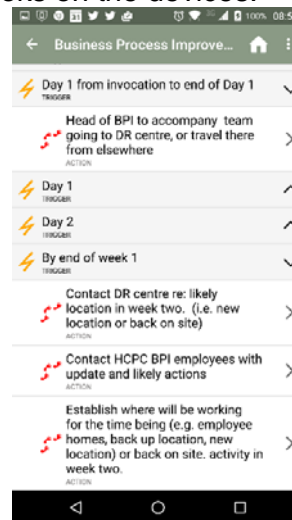 ns on the device.
100% 08:5
Business Process Improve...
Day 1 from invocation to end of Day 1
TRIGGER
Head of BPI to accompany team
going to DR centre, or travel there
from elsewhere
ACTION
Day 1
TRIGGER
Day 2
TRIGGER
By end of week 1
TRIGGER
Contact DR centre re: likely
location in week two. (i.e. new
location or back on site)
ACTION
Contact HCPC BPI employees with
update and likely actions
ACTION
Establish where will be working
for the time being (e.g. employee
homes, back up location, new
location) or back on site. activity in
week two.
ACTION